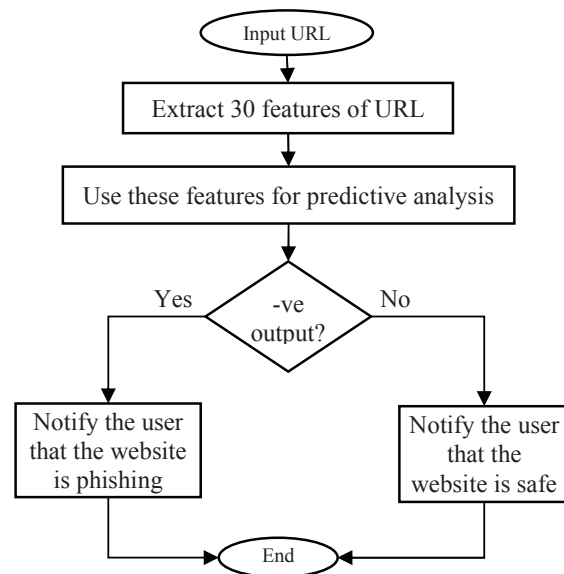 Input URL
Extract 30 features of URL
Use these features for predictive analysis
Yes
-ve
output?
No
Notify the user
that the website
is phishing
Notify the user
that the
website is safe
End